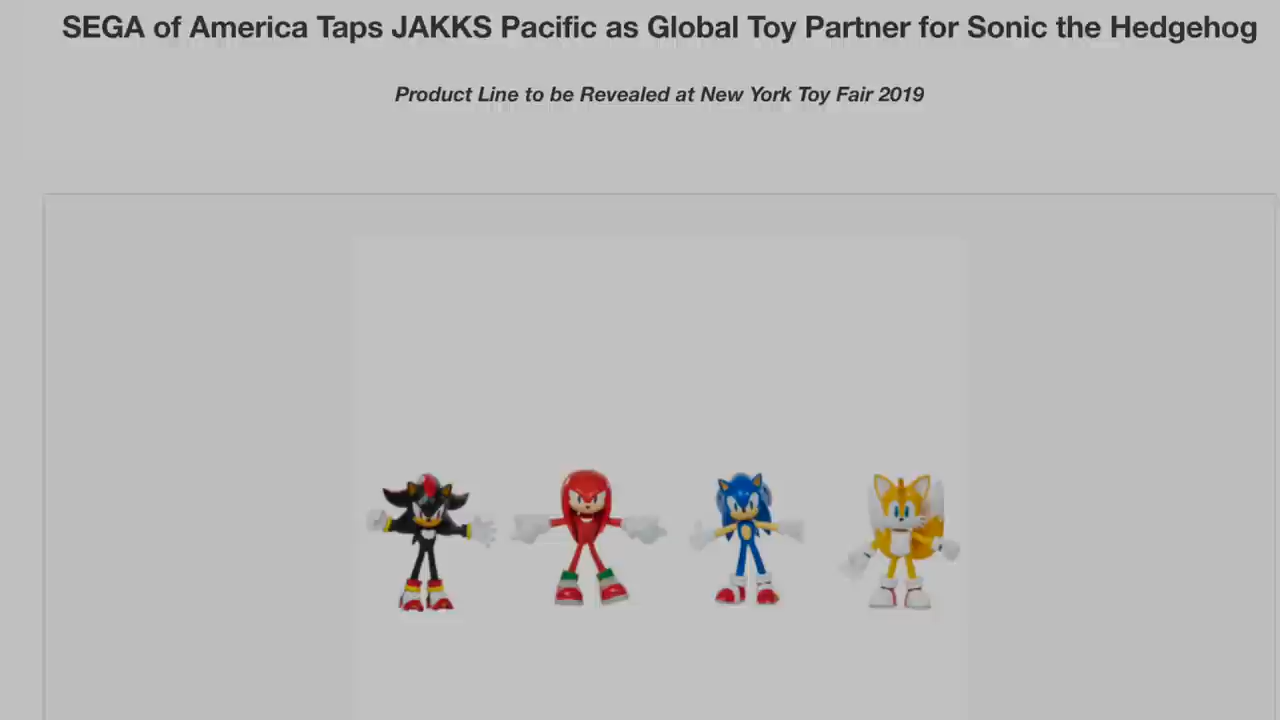 SEGA of America Taps JAKKS Pacific as Global Toy Partner for Sonic the Hedgehog
Product Line to be Revealed at New York Toy Fair 2019